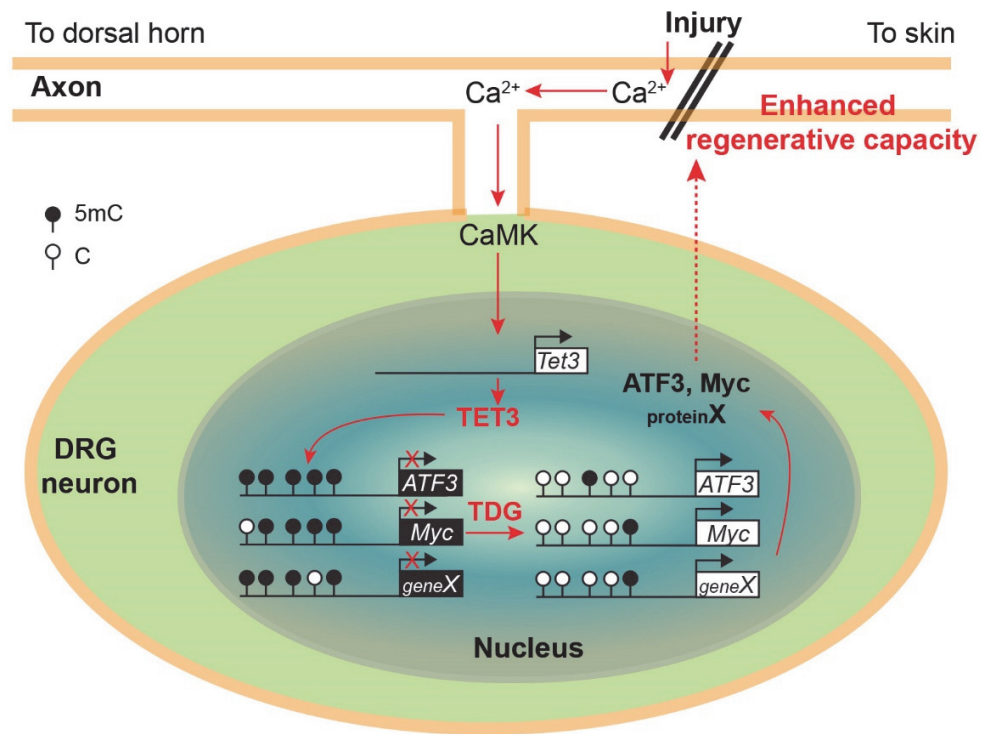 To dorsal horn
Injury
To skin
Axon
Ca²⁺
Ca²⁺
Enhanced
regenerative capacity
5mC
C
CaMK
Tet3
TET3
ATF3, Myc
proteinX
DRG
neuron
ATF3
ATF3
TDG
Myc
Myc
geneX
geneX
Nucleus